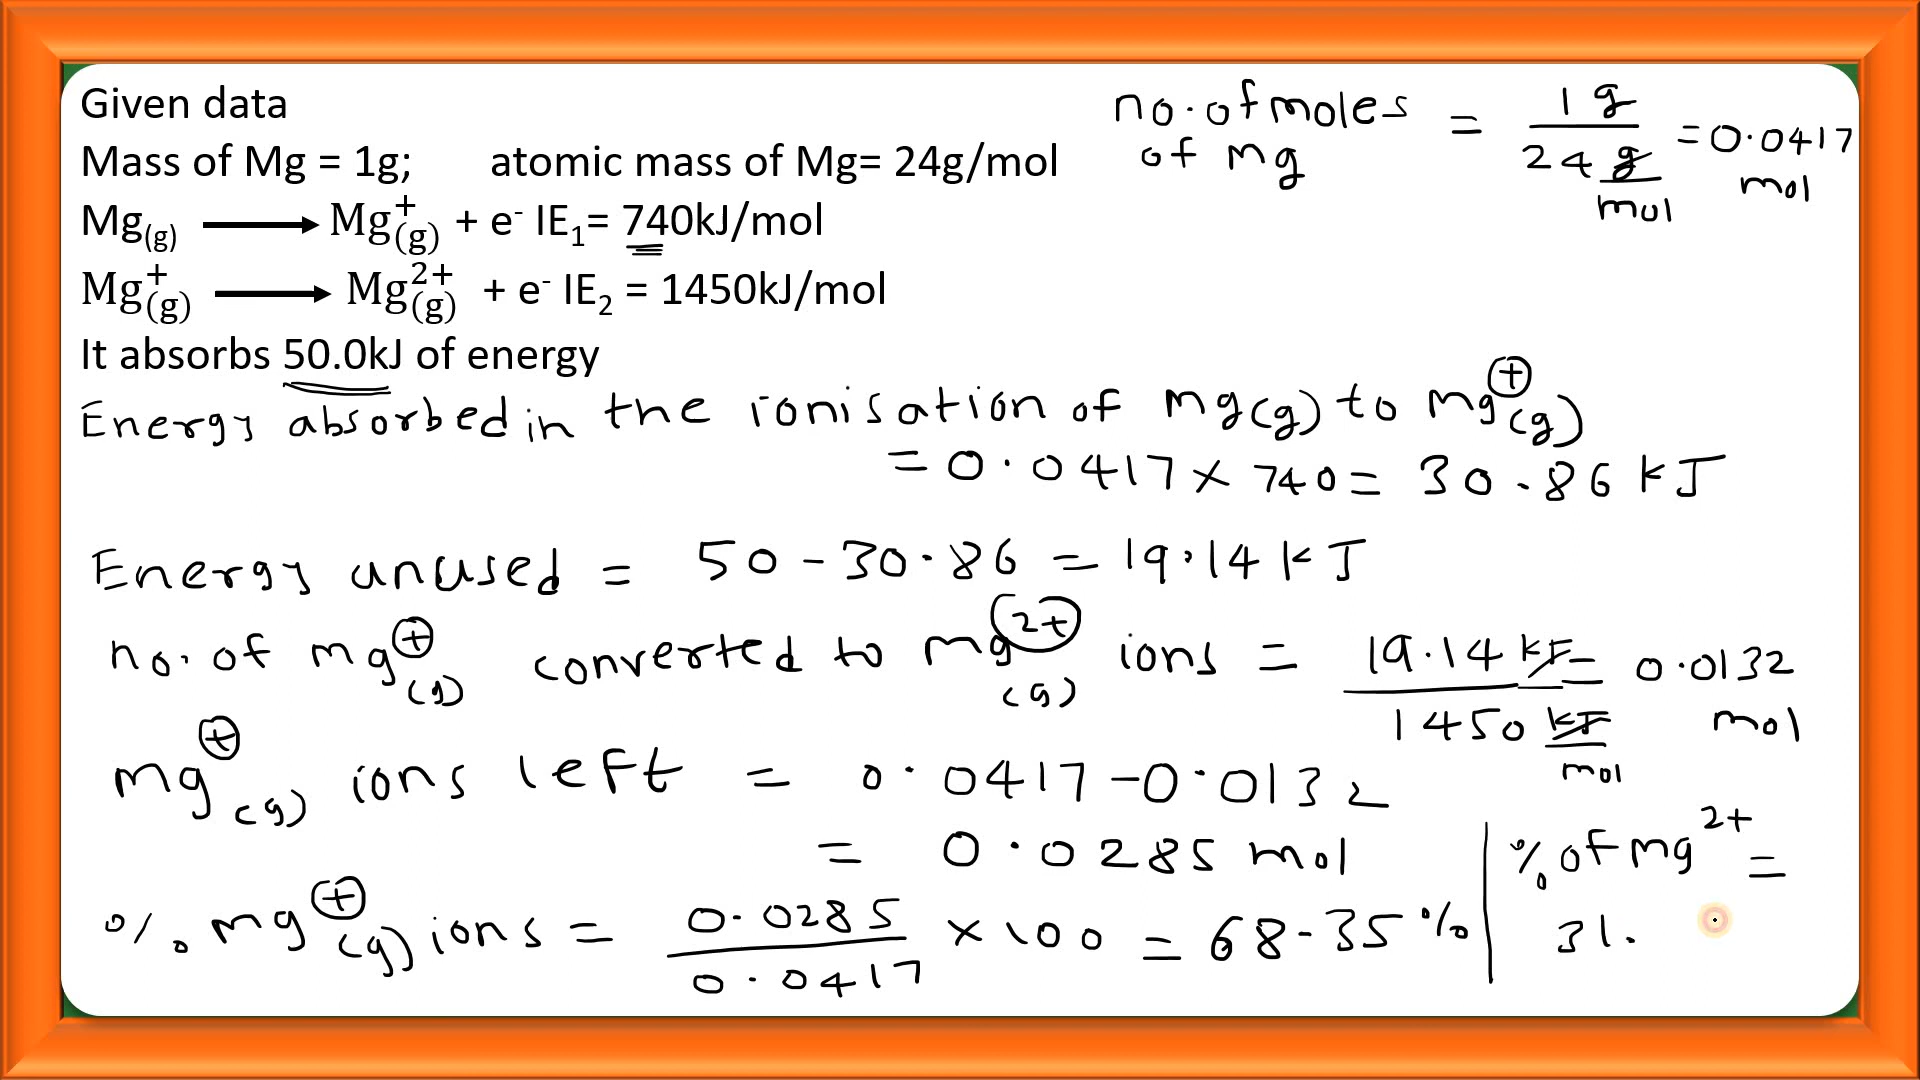 Given data
Mass of Mg = 1g; atomic mass of Mg= 24g/mol
Mg(g) ⟶ Mg+(g) + e- IE1= 740kJ/mol
Mg+(g) ⟶ Mg2+(g) + e- IE2 = 1450kJ/mol
It absorbs 50.0kJ of energy
no. of moles of mg = 1 g / 24 g/mol = 0.0417 mol
Energy absorbed in the ionisation of mg(g) to mg+(g)
= 0.0417 × 740 = 30.86 KJ
Energy unused = 50 - 30.86 = 19.14 KJ
no. of mg+(g) converted to mg2+(g) ions = 19.14 KJ / 1450 KJ/mol = 0.0132 mol
mg+(g) ions left = 0.0417 - 0.0132
= 0.0285 mol
% mg+(g) ions = 0.0285 / 0.0417 × 100 = 68.35 %
% of mg2+ =
31.